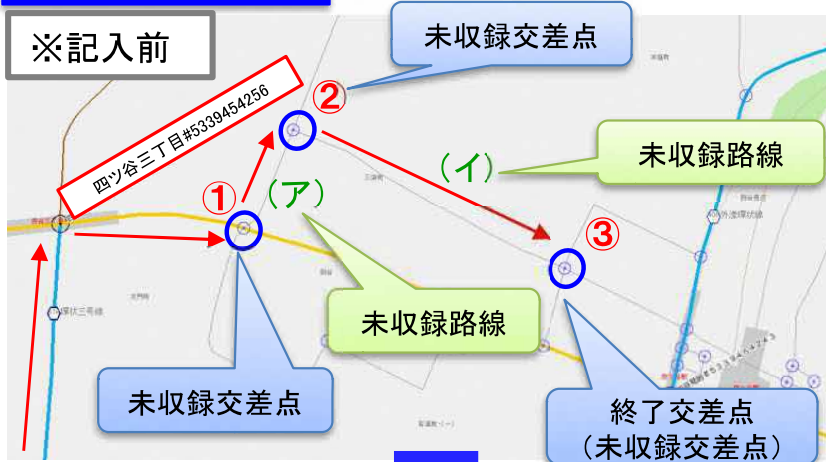 ※記入前
未収録交差点
四ツ谷三丁目#5339454256
②
(イ)
未収録路線
①
(ア)
③
未収録路線
未収録交差点
終了交差点
(未収録交差点)